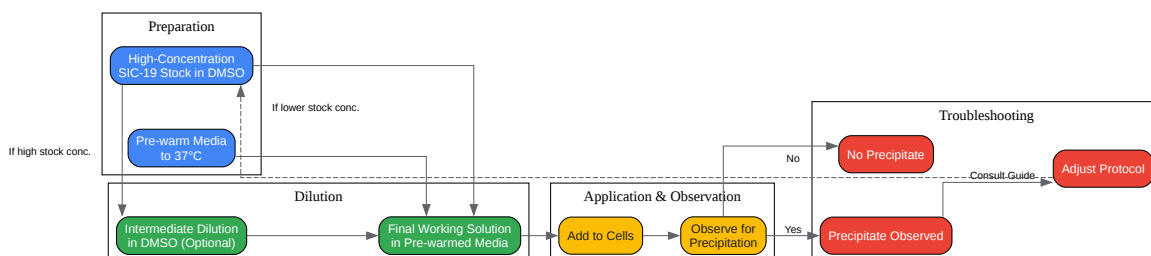 Preparation
High-Concentration
SIC-19 Stock in DMSO
If lower stock conc.
Pre-warm Media
to 37°C
If high stock conc.
Dilution
Intermediate Dilution
in DMSO (Optional)
Final Working Solution
in Pre-warmed Media
Application & Observation
Add to Cells
Observe for
Precipitation
No
Yes
Troubleshooting
No Precipitate
Adjust Protocol
Consult Guide
Precipitate Observed